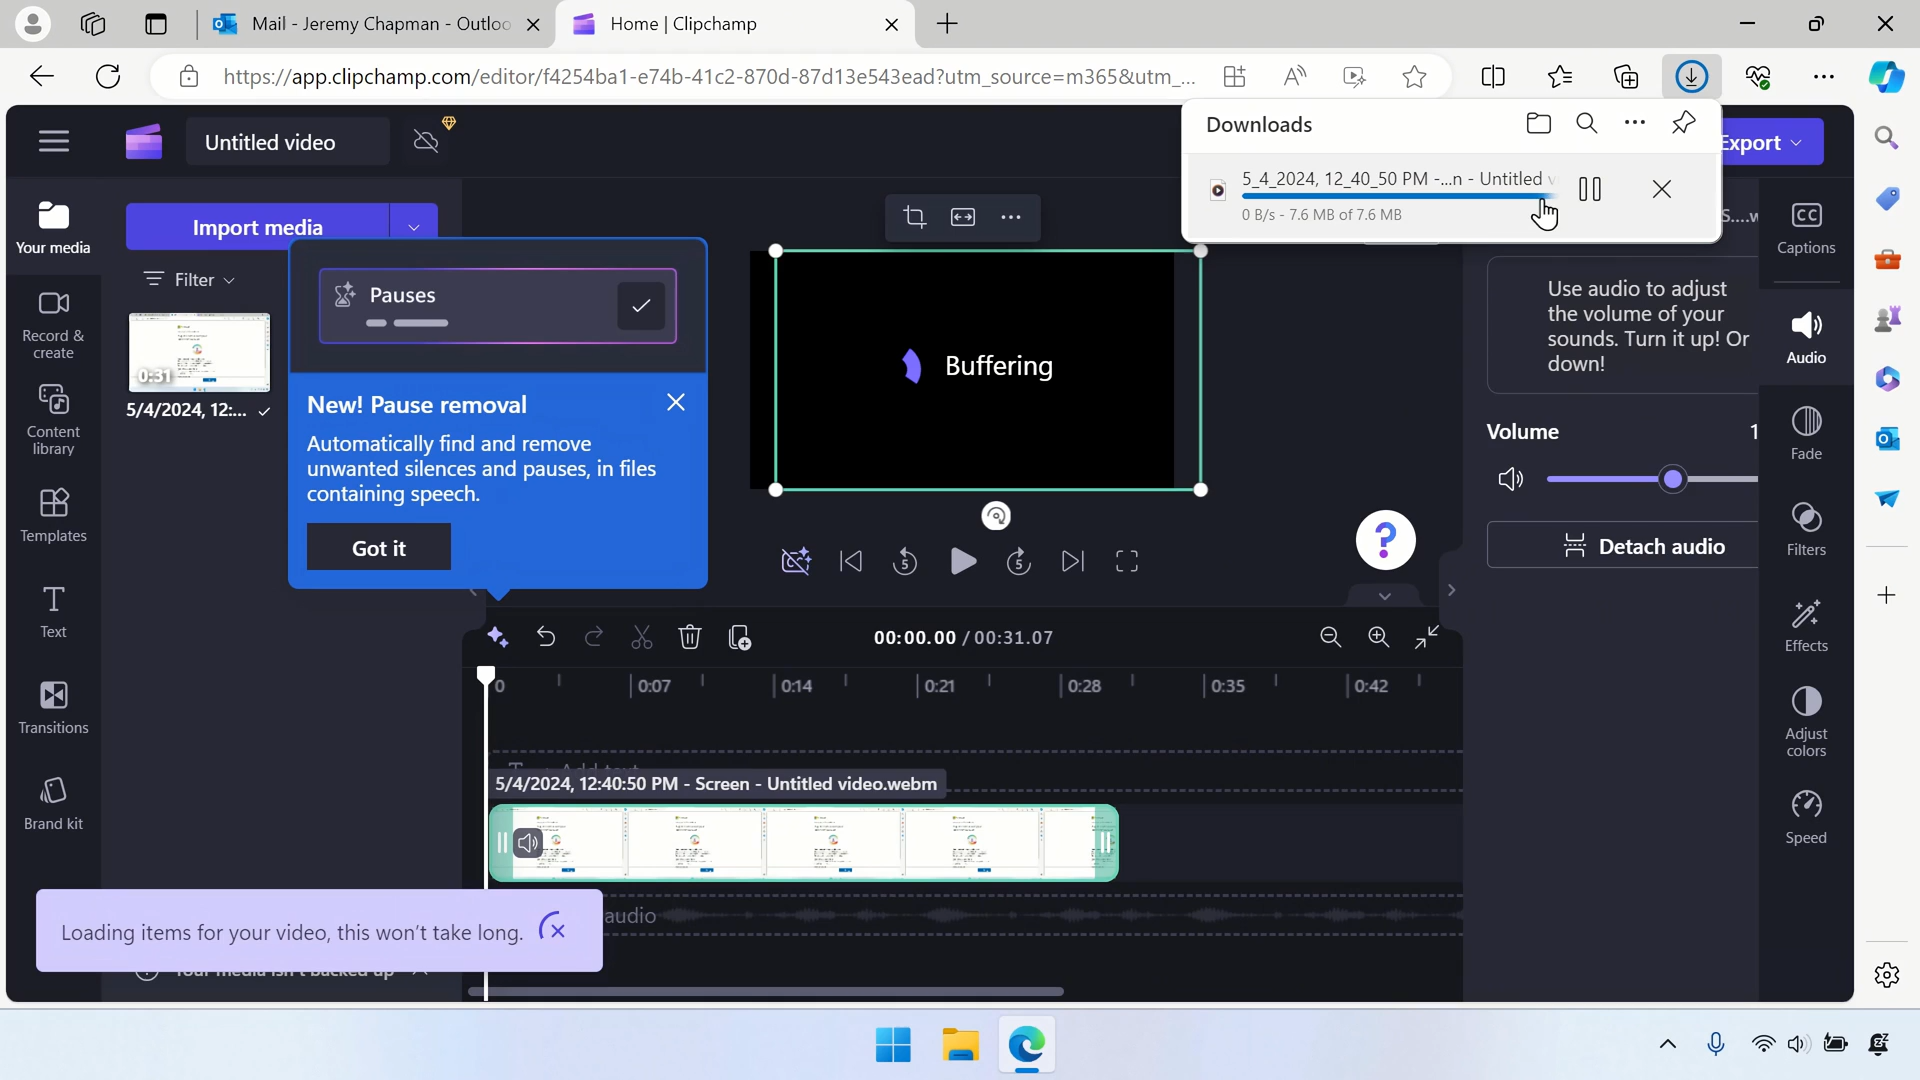 Mail - Jeremy Chapman - Outloo
Home | Clipchamp
https://app.clipchamp.com/editor/f4254ba1-e74b-41c2-870d-87d13e543ead?utm_source=m365&utm_...
Untitled video
Downloads
Export
5_4_2024, 12_40_50 PM -...n - Untitled v
0 B/s - 7.6 MB of 7.6 MB
Your media
Import media
Filter
0:31
5/4/2024, 12:...
Record & create
Content library
Templates
Text
Transitions
Brand kit
Pauses
New! Pause removal
Automatically find and remove
unwanted silences and pauses, in files
containing speech.
Got it
Buffering
Use audio to adjust
the volume of your
sounds. Turn it up! Or
down!
Volume
Detach audio
CC
Captions
Audio
Fade
Filters
Effects
Adjust colors
Speed
00:00.00 / 00:31.07
0
0:07
0:14
0:21
0:28
0:35
0:42
5/4/2024, 12:40:50 PM - Screen - Untitled video.webm
audio
Loading items for your video, this won't take long.
Your media isn't backed up